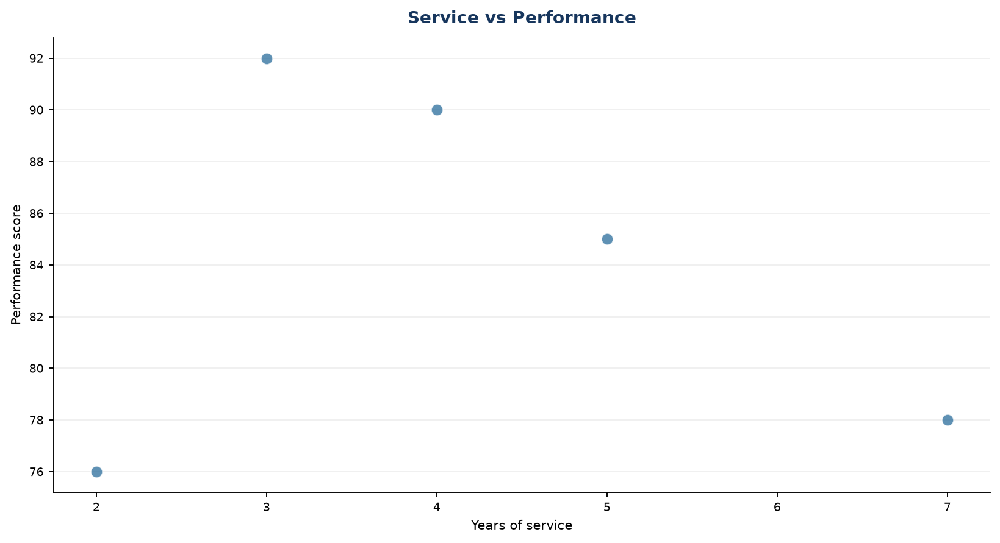 Service vs Performance
Performance score
92
90
88
86
84
82
80
78
76
2 3 4 5 6 7
Years of service